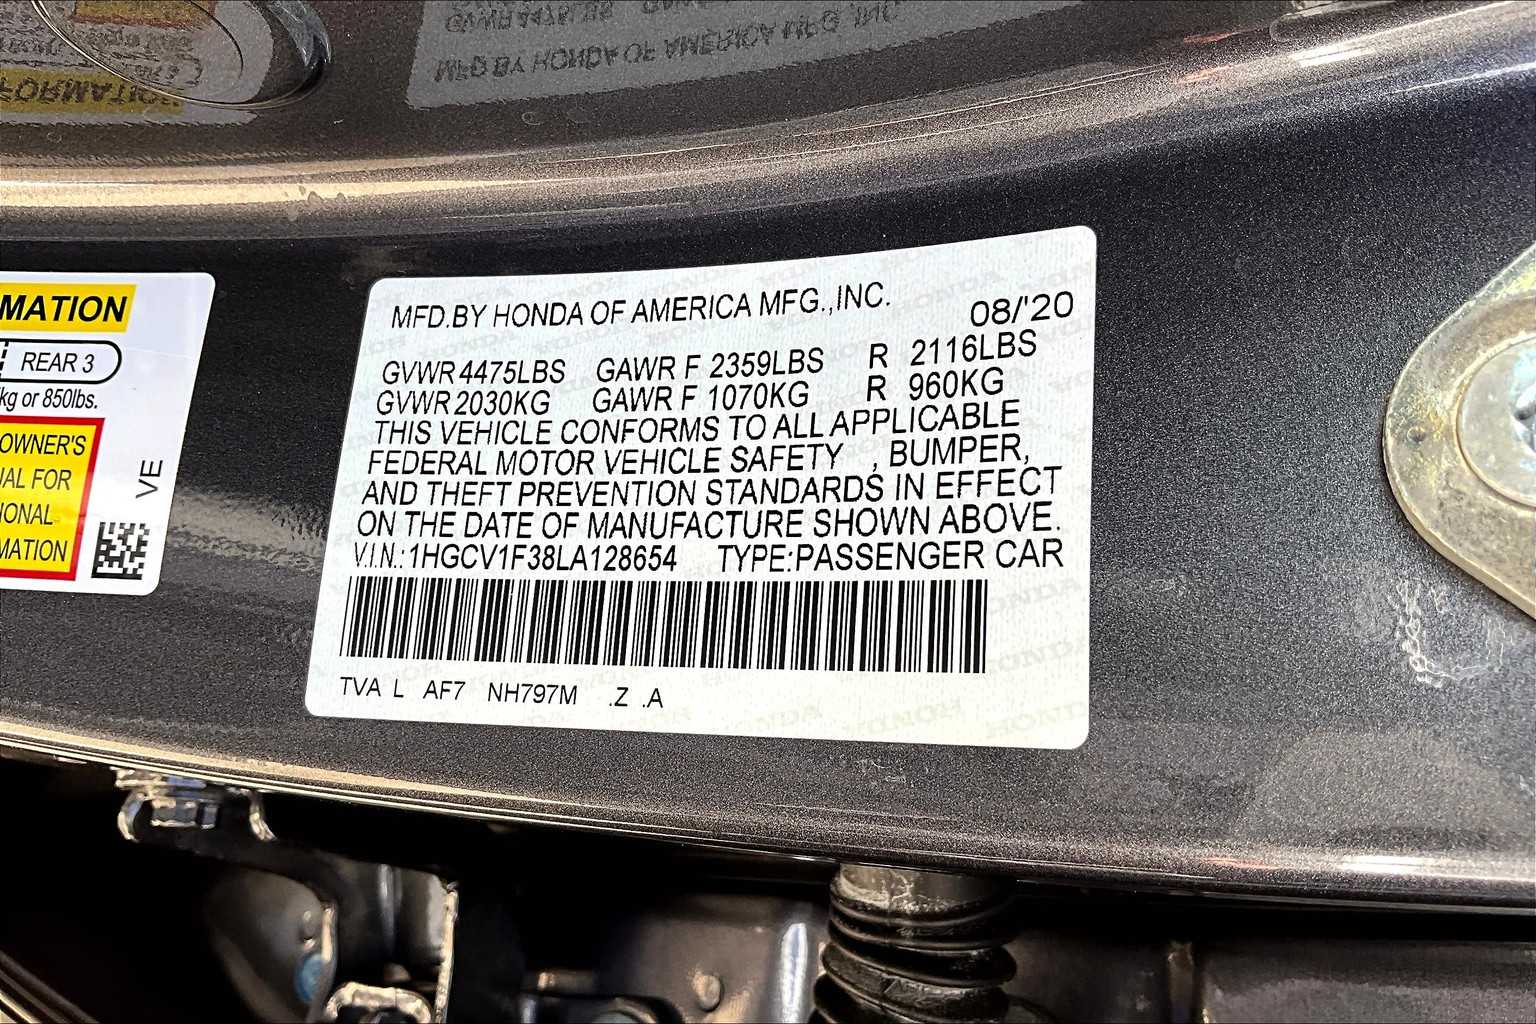 MATION
REAR 3
kg or 850lbs.
OWNER'S
FOR
VE
MFD.BY HONDA OF AMERICA MFG.,INC.
08/'20
GVWR 4475LBS GAWR F 2359LBS R 2116LBS
GVWR 2030KG GAWR F 1070KG R 960KG
THIS VEHICLE CONFORMS TO ALL APPLICABLE
FEDERAL MOTOR VEHICLE SAFETY , BUMPER,
AND THEFT PREVENTION STANDARDS IN EFFECT
ON THE DATE OF MANUFACTURE SHOWN ABOVE.
V.I.N.: 1HGCV1F38LA128654 TYPE:PASSENGER CAR
TVA L AF7 NH797M .Z .A